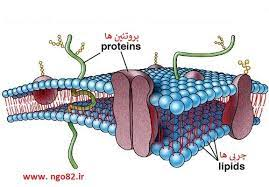 پروتئین ها
proteins
چربی ها
lipids
www. ngo82.ir